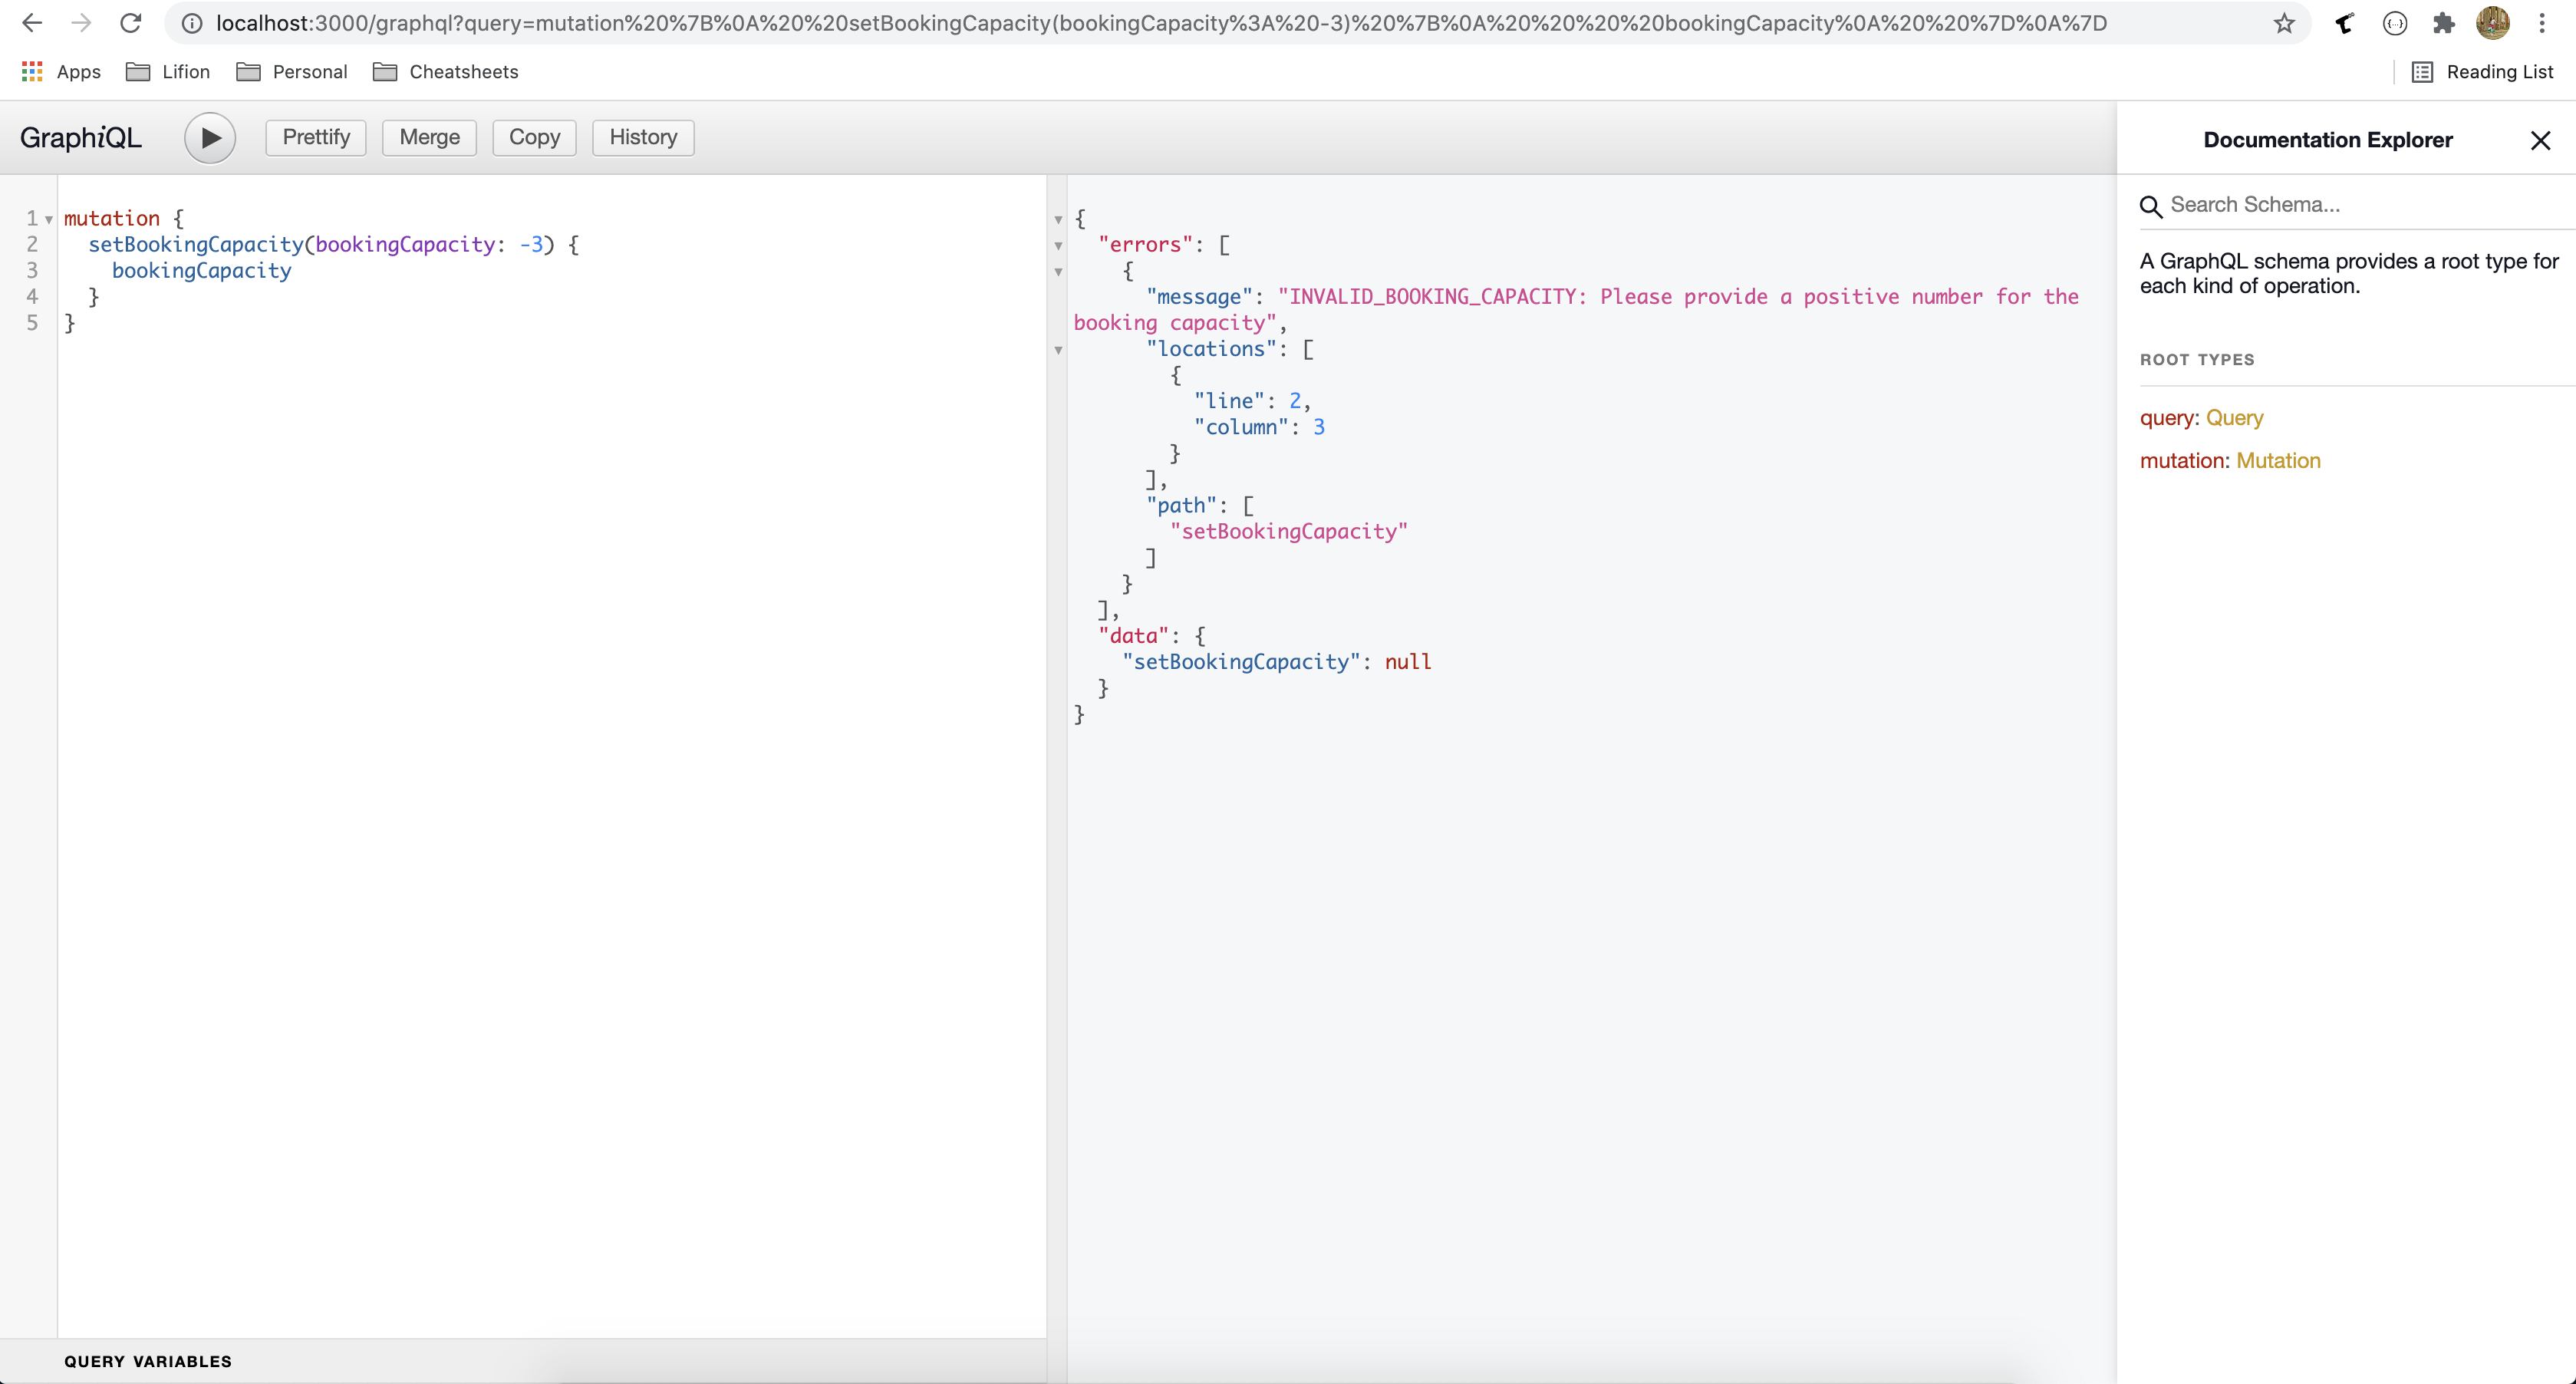 localhost:3000/graphql?query=mutation%20%7B%0A%20%20setBookingCapacity(bookingCapacity%3A%20-3)%20%7B%0A%20%20%20%20bookingCapacity%0A%20%20%7D%0A%7D
Apps Lifion Personal Cheatsheets Reading List
GraphiQL Prettify Merge Copy History
1 mutation {
2 setBookingCapacity(bookingCapacity: -3) {
3 bookingCapacity
4 }
5 }
QUERY VARIABLES
{
"errors": [
{
"message": "INVALID_BOOKING_CAPACITY: Please provide a positive number for the
booking capacity",
"locations": [
{
"line": 2,
"column": 3
}
],
"path": [
"setBookingCapacity"
]
}
],
"data": {
"setBookingCapacity": null
}
}
Documentation Explorer
Search Schema...
A GraphQL schema provides a root type for
each kind of operation.
ROOT TYPES
query: Query
mutation: Mutation